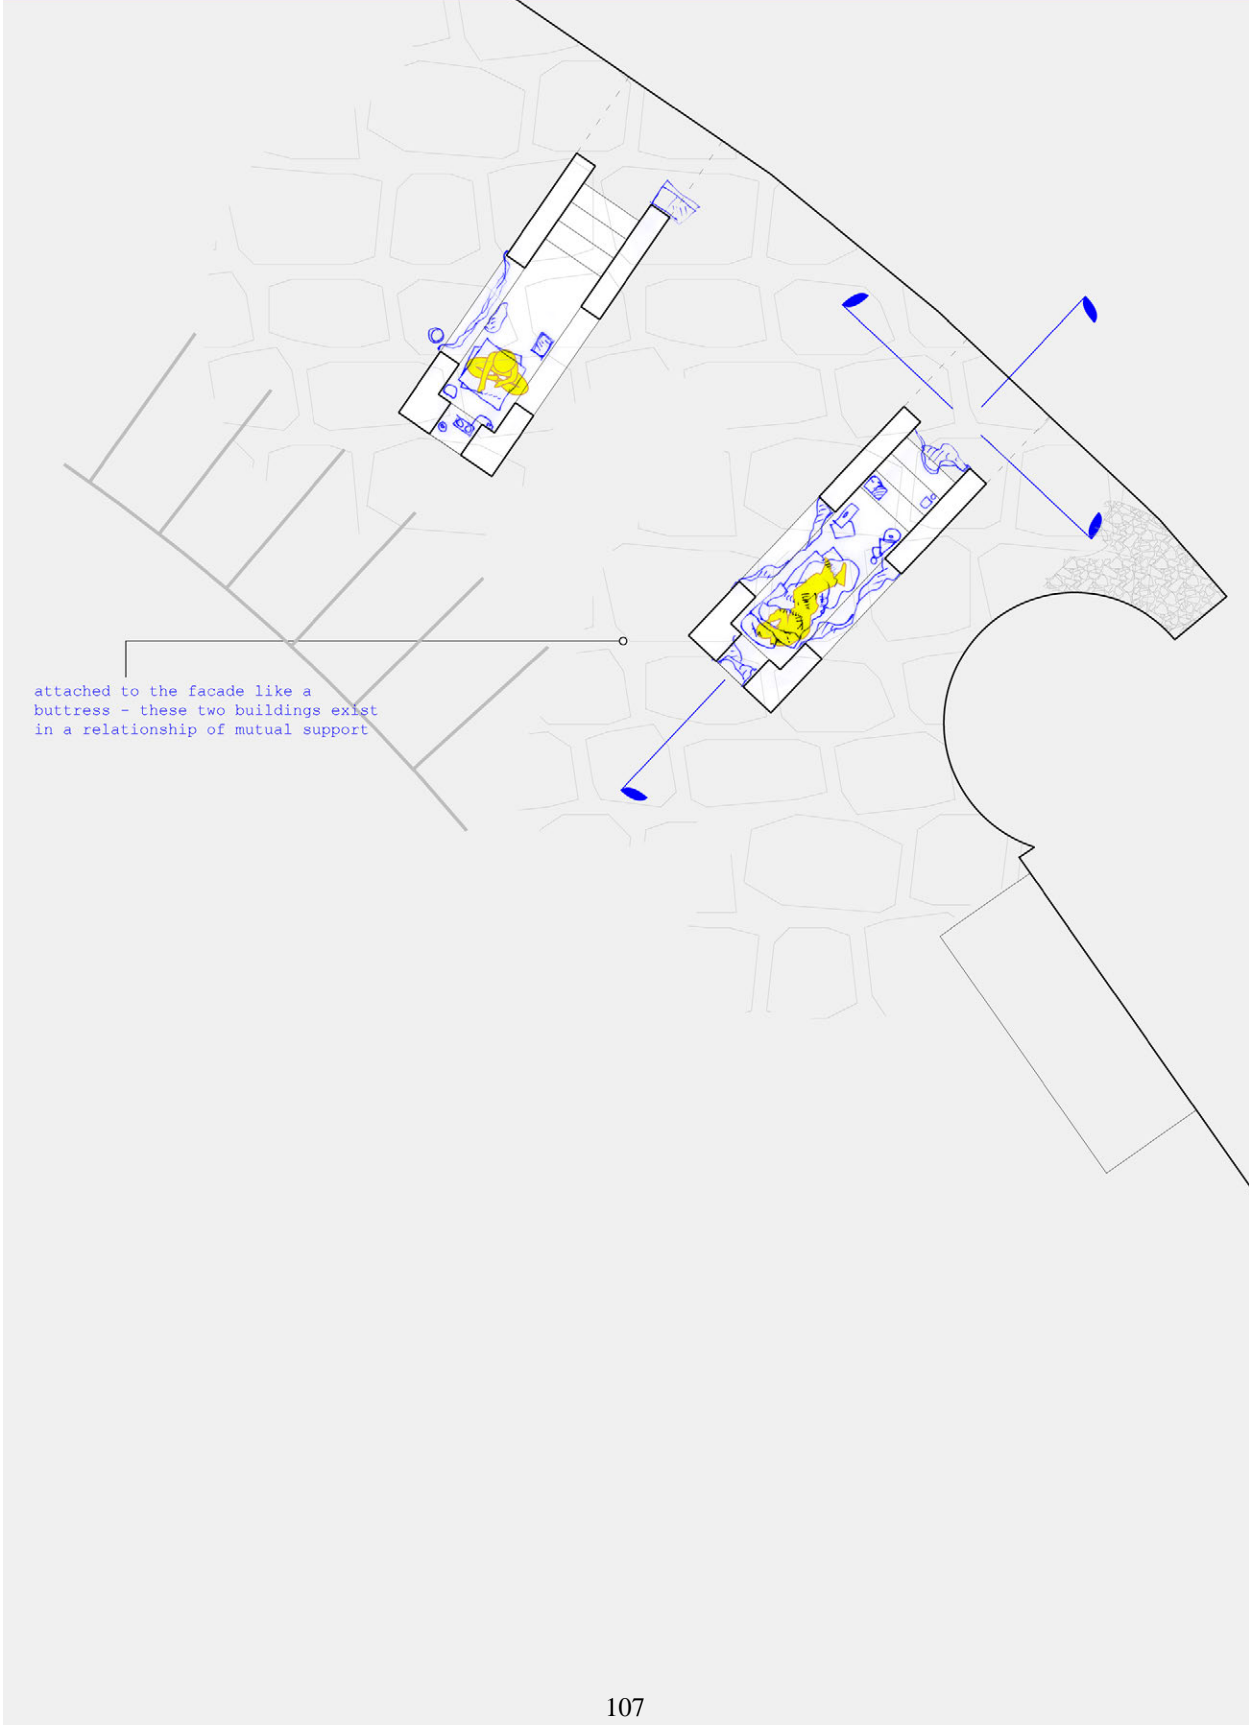 attached to the facade like a
buttress – these two buildings exist
in a relationship of mutual support
107